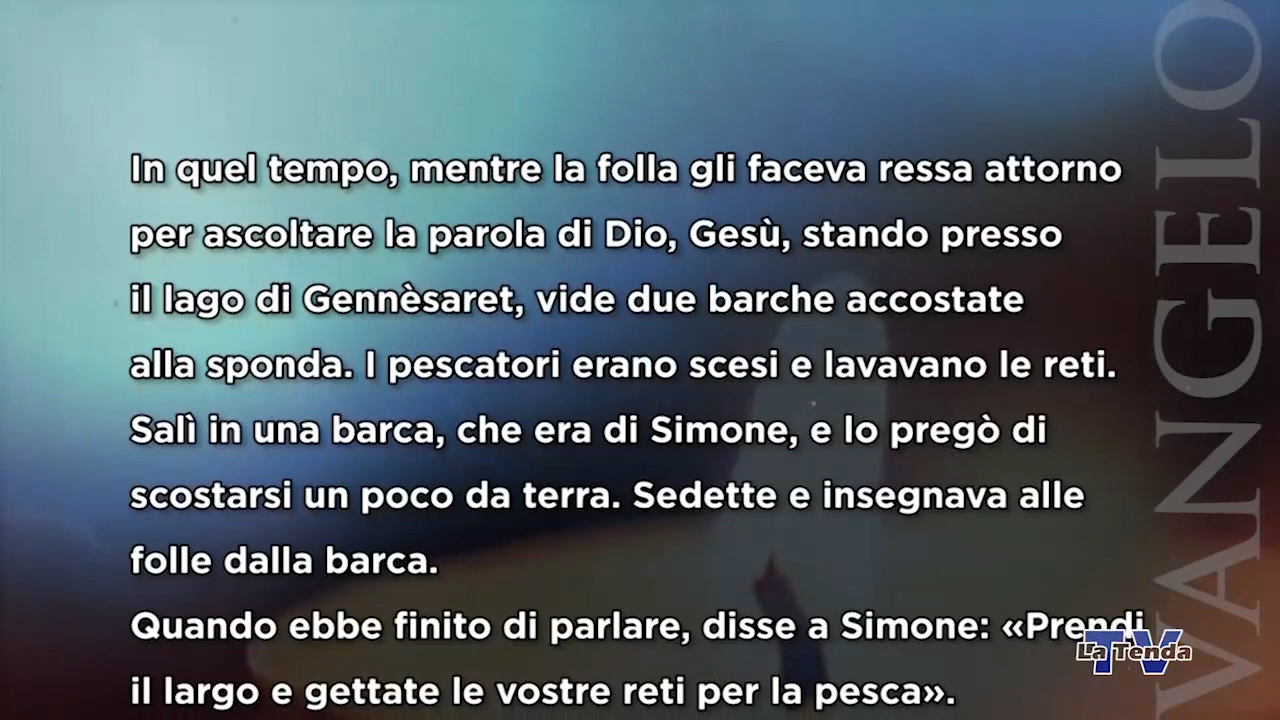 In quel tempo, mentre la folla gli faceva ressa attorno
per ascoltare la parola di Dio, Gesù, stando presso
il lago di Gennèsaret, vide due barche accostate
alla sponda. I pescatori erano scesi e lavavano le reti.
Salì in una barca, che era di Simone, e lo pregò di
scostarsi un poco da terra. Sedette e insegnava alle
folle dalla barca.
Quando ebbe finito di parlare, disse a Simone: «Prendi
il largo e gettate le vostre reti per la pesca».
VANGELO
TV
La Tenda